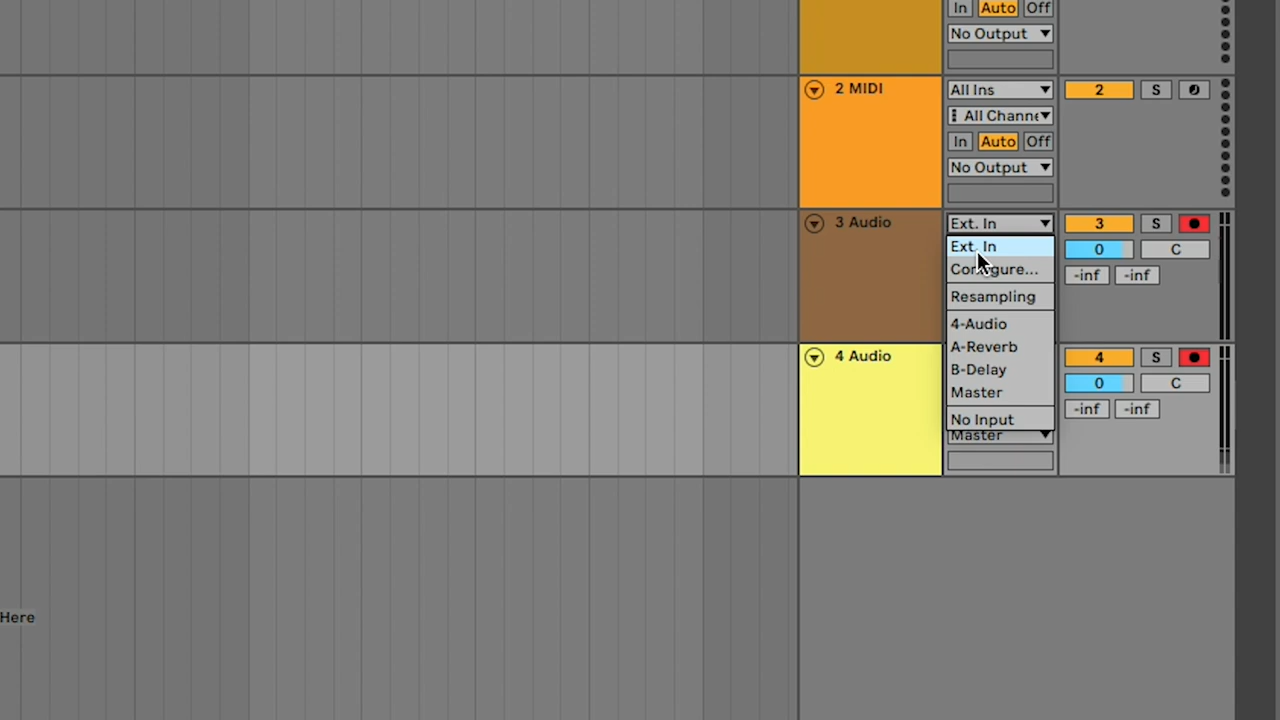 In Auto Off
No Output
2 MIDI
All Ins
2 S
All Channe
In Auto Off
No Output
3 Audio
Ext. In
3 S
Ext. In
0 C
Configure...
-inf -inf
Resampling
4-Audio
A-Reverb
B-Delay
Master
No Input
Master
4 Audio
4 S
0 C
-inf -inf
Here